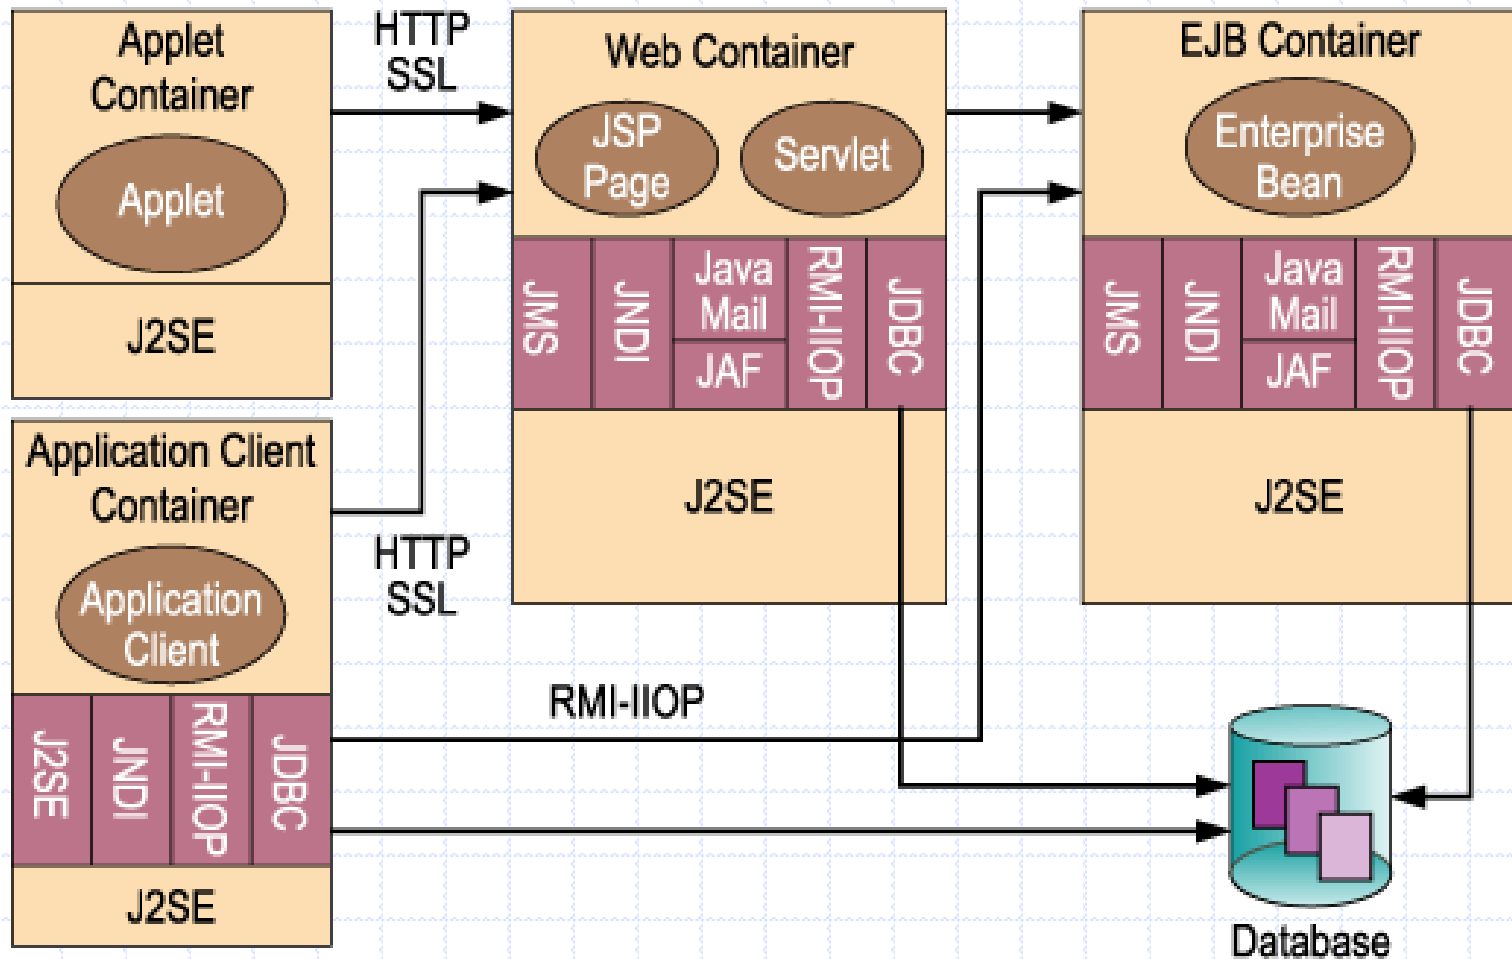 Applet
Container
Applet
J2SE
HTTP
SSL
Web Container
JSP
Page
Servlet
JMS
JNDI
Java
Mail
JAF
RMI-IIOP
JDBC
J2SE
EJB Container
Enterprise
Bean
JMS
JNDI
Java
Mail
JAF
RMI-IIOP
JDBC
J2SE
Application Client
Container
Application
Client
J2SE
JNDI
RMI-IIOP
JDBC
J2SE
HTTP
SSL
RMI-IIOP
Database